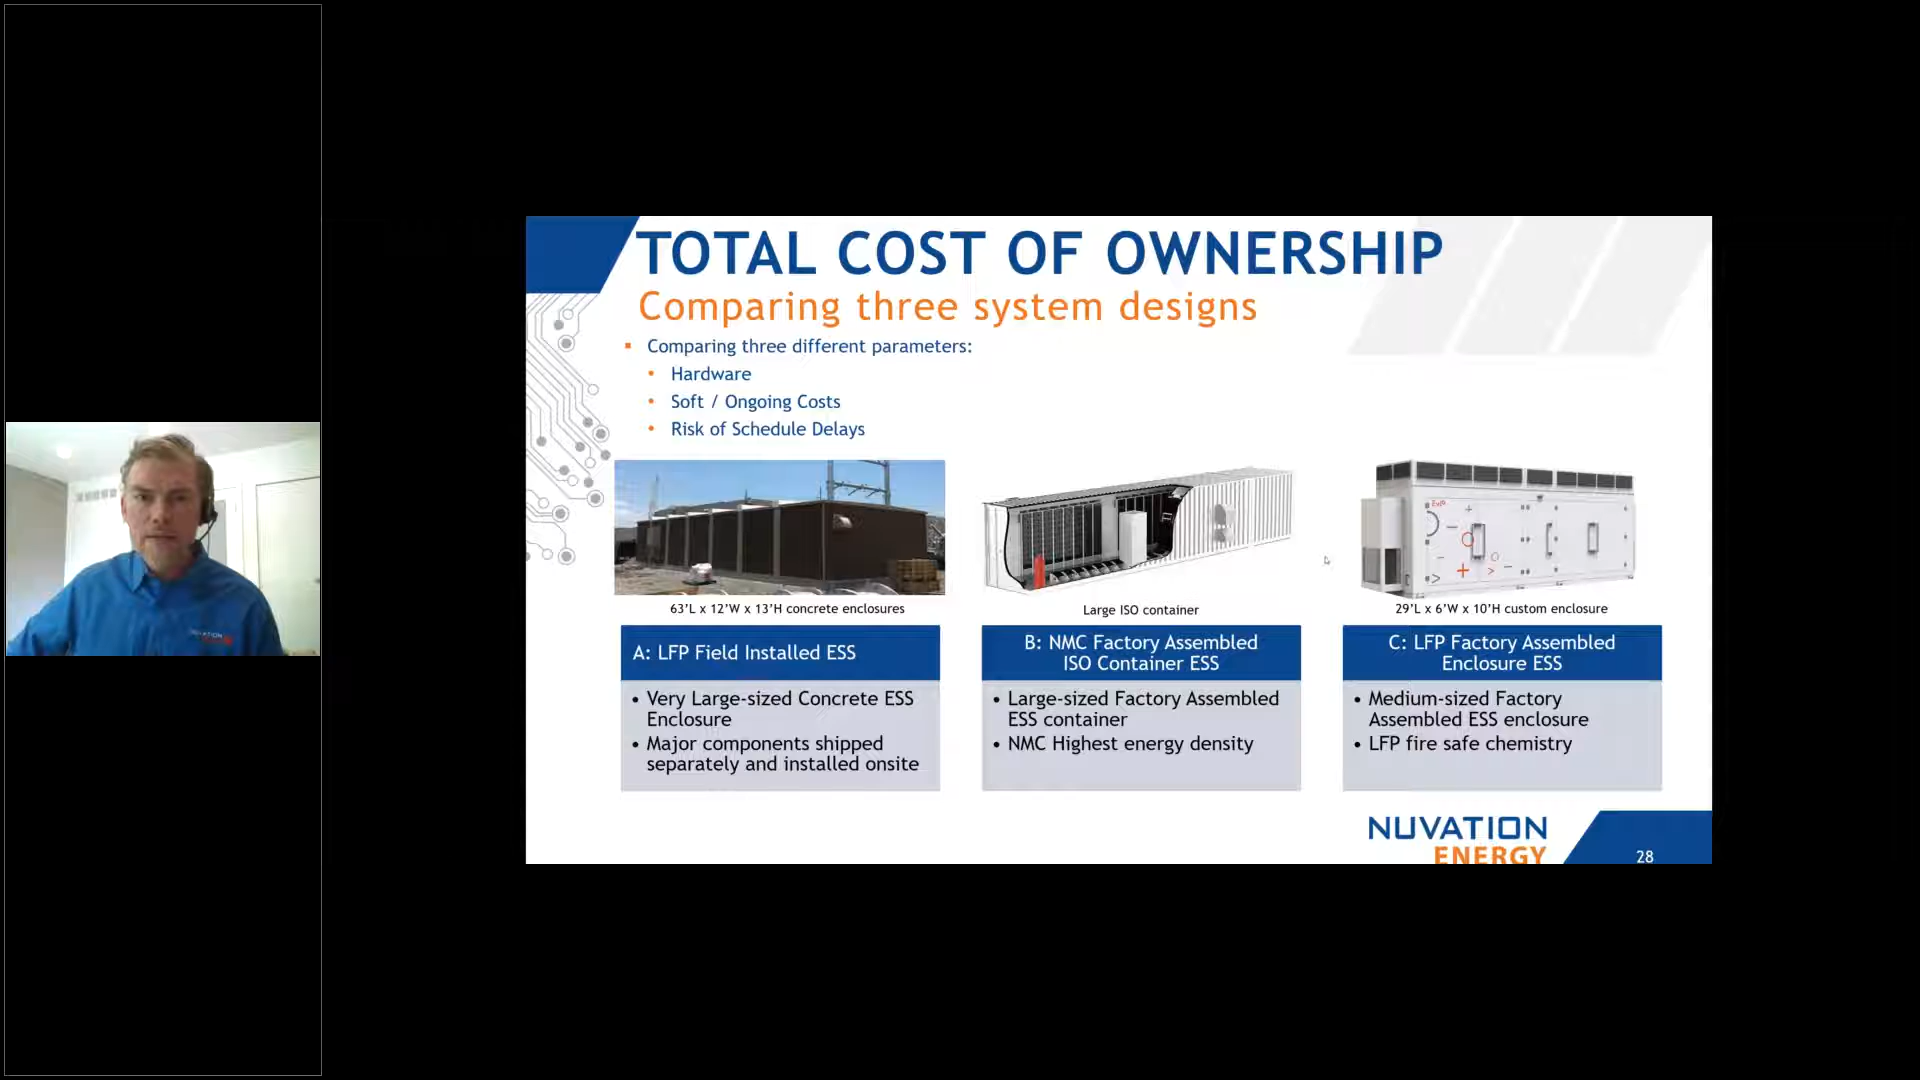 TOTAL COST OF OWNERSHIP
Comparing three system designs
Comparing three different parameters:
Hardware
Soft / Ongoing Costs
Risk of Schedule Delays
63’L x 12’W x 13’H concrete enclosures
Large ISO container
29’L x 6’W x 10’H custom enclosure
A: LFP Field Installed ESS
• Very Large-sized Concrete ESS
Enclosure
• Major components shipped
separately and installed onsite
B: NMC Factory Assembled
ISO Container ESS
• Large-sized Factory Assembled
ESS container
• NMC Highest energy density
C: LFP Factory Assembled
Enclosure ESS
• Medium-sized Factory
Assembled ESS enclosure
• LFP fire safe chemistry
NUVATION
ENERGY
28